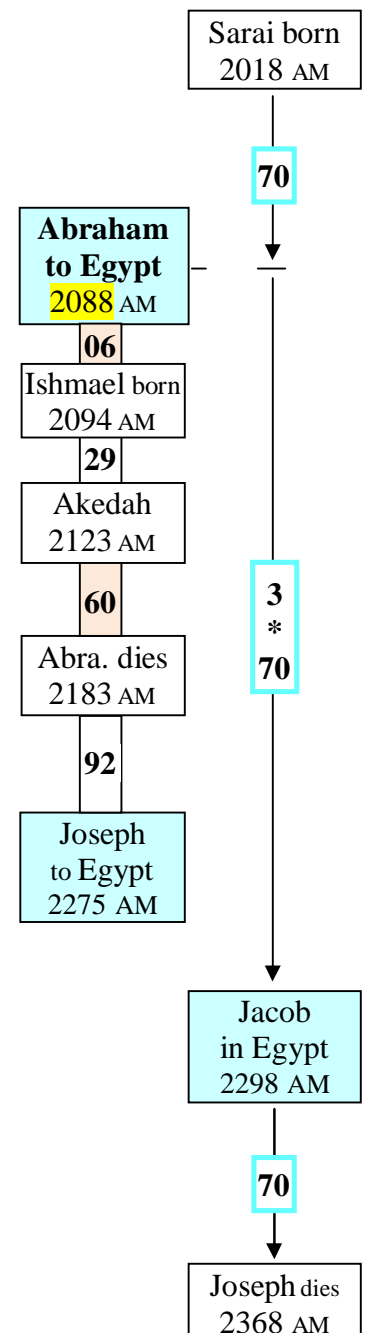 Sarai born
2018 AM
70
Abraham
to Egypt
2088 AM
06
Ishmael born
2094 AM
29
Akedah
2123 AM
60
Abra. dies
2183 AM
92
Joseph
to Egypt
2275 AM
3
*
70
Jacob
in Egypt
2298 AM
70
Joseph dies
2368 AM